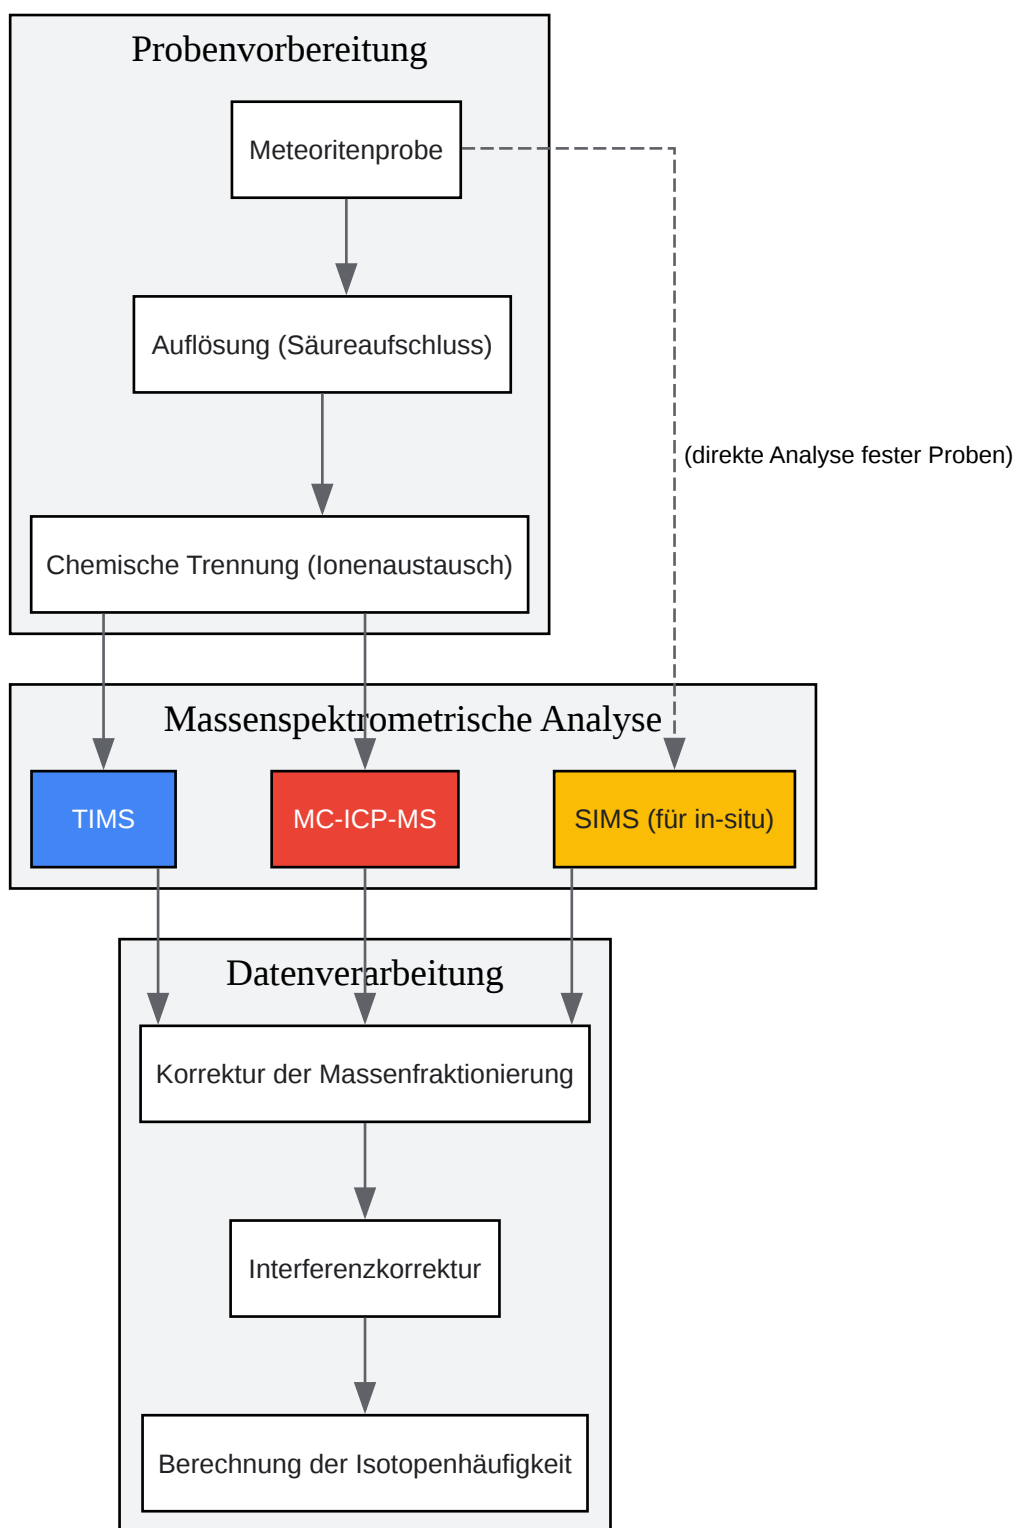 Probenvorbereitung
Meteoritenprobe
Auflösung (Säureaufschluss)
(direkte Analyse fester Proben)
Chemische Trennung (Ionenaustausch)
Massenspektrometrische Analyse
TIMS
MC-ICP-MS
SIMS (für in-situ)
Datenverarbeitung
Korrektur der Massenfraktionierung
Interferenzkorrektur
Berechnung der Isotopenhäufigkeit